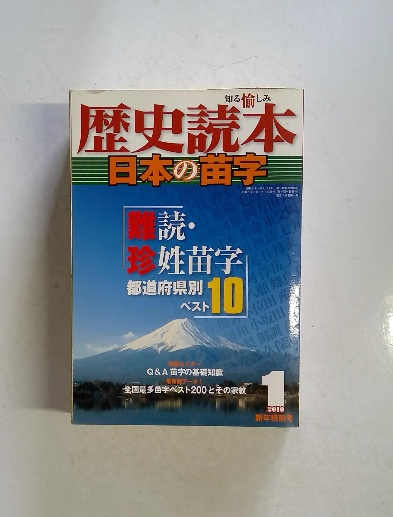 知る愉しみ
歴史読本
日本の苗字
難読・
珍姓苗字
都道府県別
ベスト10
Q&A 苗字の基礎知識
全国最多苗字ベスト200とその家数
1
2010
新年特別号